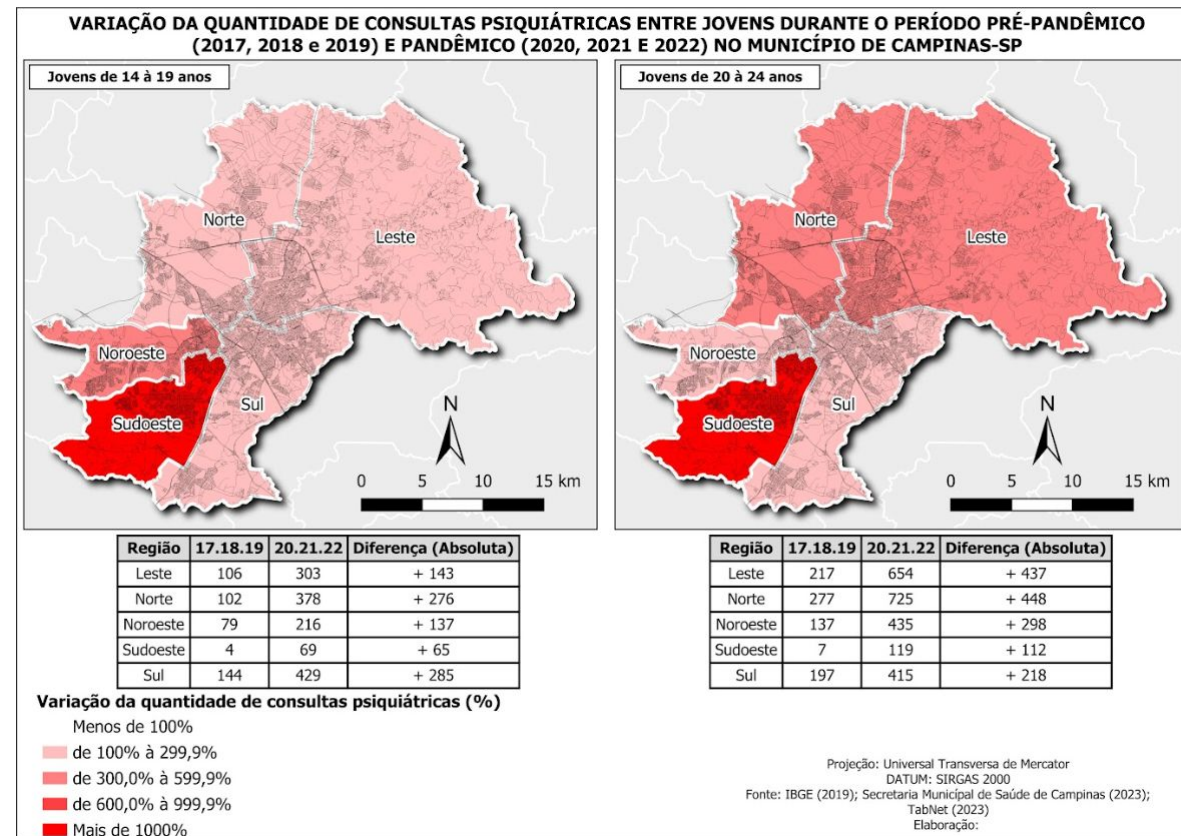 VARIAÇÃO DA QUANTIDADE DE CONSULTAS PSIQUIÁTRICAS ENTRE JOVENS DURANTE O PERÍODO PRÉ-PANDÊMICO
(2017, 2018 e 2019) E PANDÊMICO (2020, 2021 E 2022) NO MUNICÍPIO DE CAMPINAS-SP
Jovens de 14 à 19 anos
Norte
Leste
Noroeste
Sudoeste
Sul
N
0 5 10 15 km
Jovens de 20 à 24 anos
Norte
Leste
Noroeste
Sudoeste
Sul
N
0 5 10 15 km
Região 17.18.19 20.21.22 Diferença (Absoluta)
Leste 106 303 + 143
Norte 102 378 + 276
Noroeste 79 216 + 137
Sudoeste 4 69 + 65
Sul 144 429 + 285
Região 17.18.19 20.21.22 Diferença (Absoluta)
Leste 217 654 + 437
Norte 277 725 + 448
Noroeste 137 435 + 298
Sudoeste 7 119 + 112
Sul 197 415 + 218
Variação da quantidade de consultas psiquiátricas (%)
Menos de 100%
de 100% à 299,9%
de 300,0% à 599,9%
de 600,0% à 999,9%
Mais de 1000%
Projeção: Universal Transversa de Mercator
DATUM: SIRGAS 2000
Fonte: IBGE (2019); Secretaria Municípal de Saúde de Campinas (2023);
TabNet (2023)
Elaboração: